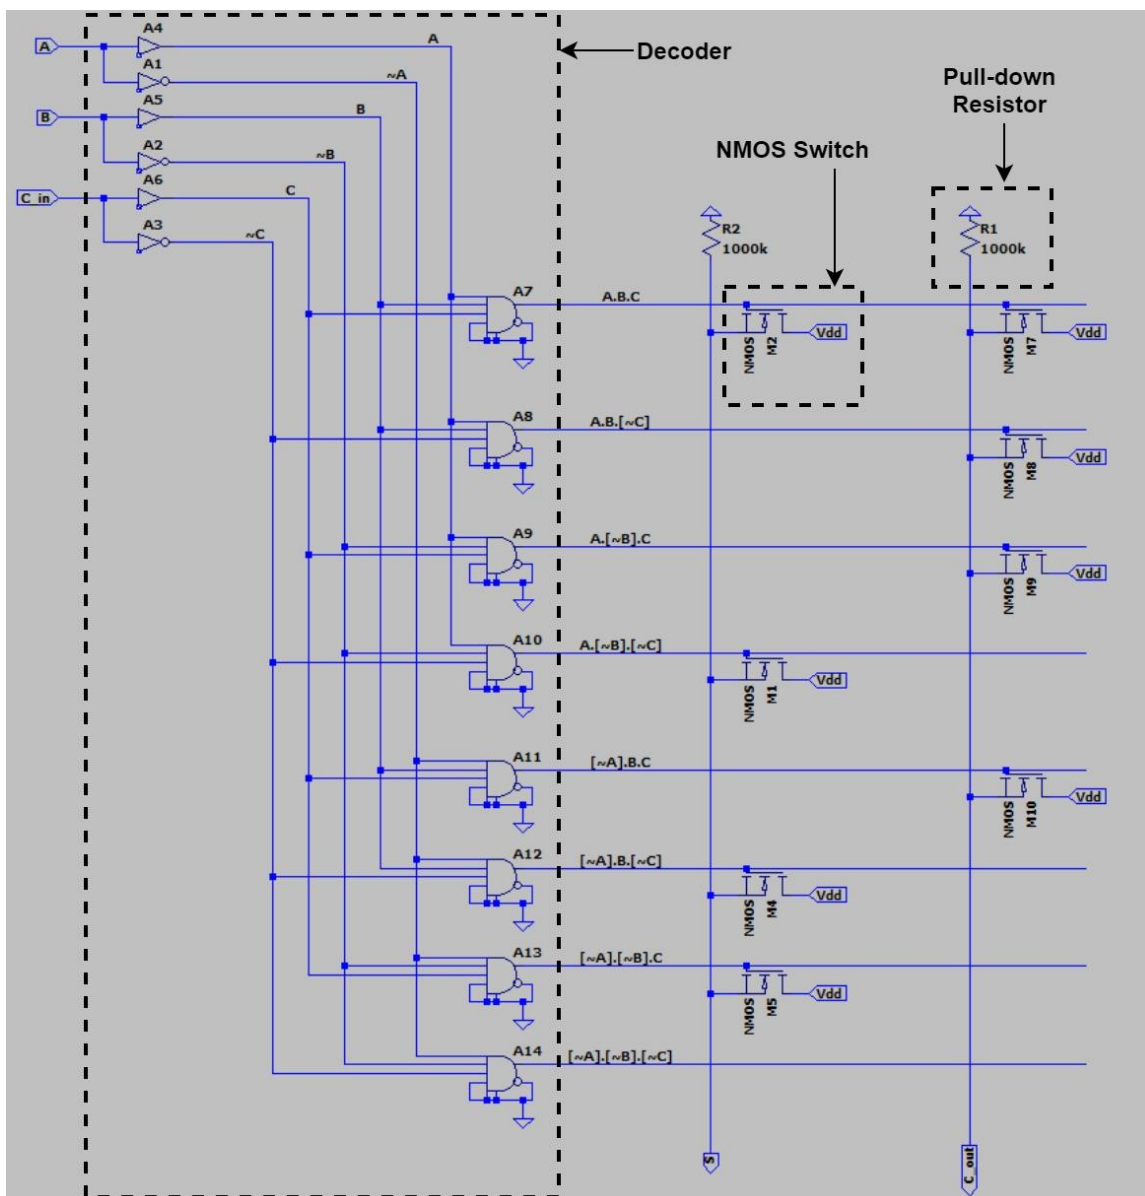 A4
A
A
Decoder
A1
~A
Pull-down
Resistor
A5
B
B
A2
~B
NMOS Switch
A6
C_in
C
A3
~C
R2
1000k
R1
1000k
A7
A.B.C
Vdd
Vdd
NMOS
M2
NMOS
M7
A8
A.B.[~C]
Vdd
NMOS
M8
A9
A.[~B].C
Vdd
NMOS
M9
A10
A.[~B].[~C]
Vdd
NMOS
M1
A11
[~A].B.C
Vdd
NMOS
M10
A12
[~A].B.[~C]
Vdd
NMOS
M4
A13
[~A].[~B].C
Vdd
NMOS
M5
A14
[~A].[~B].[~C]
S
C_out